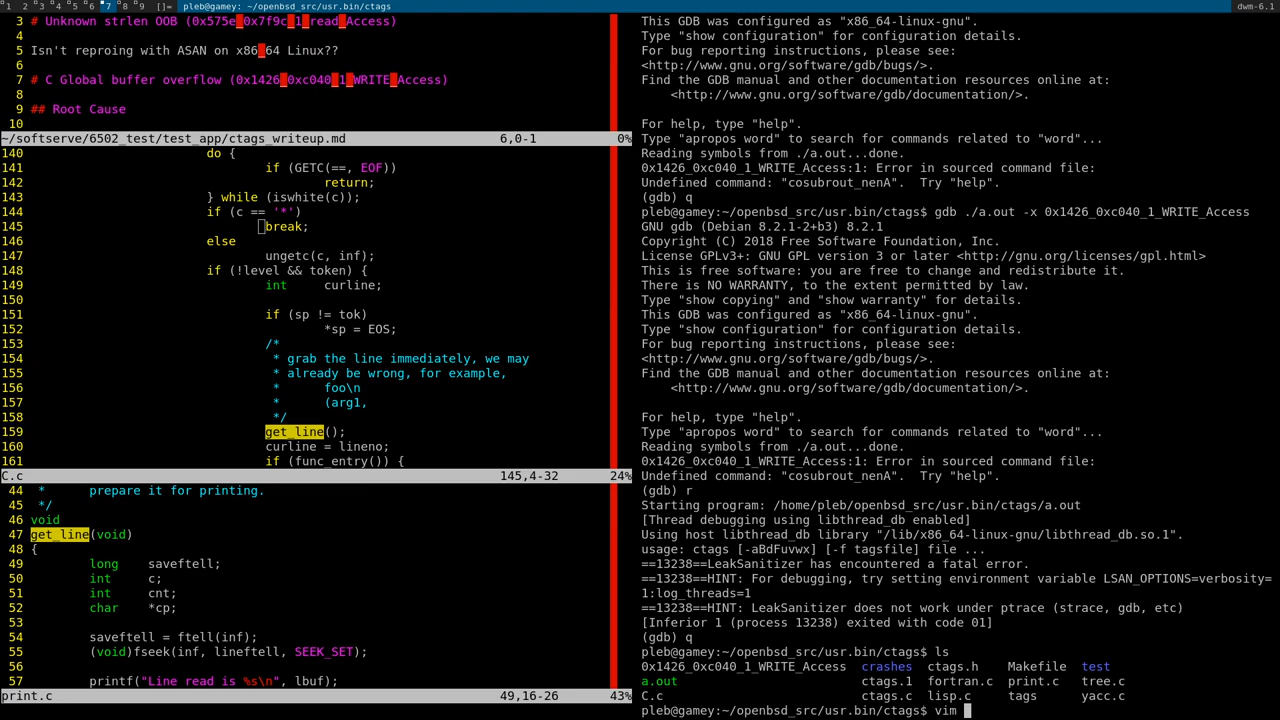 1 2 3 4 5 6 7 8 9 []= pleb@gamey: ~/openbsd_src/usr.bin/ctags dwm-6.1
3 # Unknown strlen OOB (0x575e_0x7f9c_1_read_Access)
4
5 Isn't reproing with ASAN on x86_64 Linux??
6
7 # C Global buffer overflow (0x1426_0xc040_1_WRITE_Access)
8
9 ## Root Cause
10
~/softserve/6502_test/test_app/ctags_writeup.md 6,0-1 0%
140 do {
141 if (GETC(==, EOF))
142 return;
143 } while (iswhite(c));
144 if (c == '*')
145 break;
146 else
147 ungetc(c, inf);
148 if (!level && token) {
149 int curline;
150
151 if (sp != tok)
152 *sp = EOS;
153 /*
154 * grab the line immediately, we may
155 * already be wrong, for example,
156 * foo\n
157 * (arg1,
158 */
159 get_line();
160 curline = lineno;
161 if (func_entry()) {
C.c 145,4-32 24%
44 * prepare it for printing.
45 */
46 void
47 get_line(void)
48 {
49 long saveftell;
50 int c;
51 int cnt;
52 char *cp;
53
54 saveftell = ftell(inf);
55 (void)fseek(inf, lineftell, SEEK_SET);
56
57 printf("Line read is %s\n", lbuf);
print.c 49,16-26 43%
This GDB was configured as "x86_64-linux-gnu".
Type "show configuration" for configuration details.
For bug reporting instructions, please see:
<http://www.gnu.org/software/gdb/bugs/>.
Find the GDB manual and other documentation resources online at:
<http://www.gnu.org/software/gdb/documentation/>.
For help, type "help".
Type "apropos word" to search for commands related to "word"...
Reading symbols from ./a.out...done.
0x1426_0xc040_1_WRITE_Access:1: Error in sourced command file:
Undefined command: "cosubrout_nenA". Try "help".
(gdb) q
pleb@gamey:~/openbsd_src/usr.bin/ctags$ gdb ./a.out -x 0x1426_0xc040_1_WRITE_Access
GNU gdb (Debian 8.2.1-2+b3) 8.2.1
Copyright (C) 2018 Free Software Foundation, Inc.
License GPLv3+: GNU GPL version 3 or later <http://gnu.org/licenses/gpl.html>
This is free software: you are free to change and redistribute it.
There is NO WARRANTY, to the extent permitted by law.
Type "show copying" and "show warranty" for details.
This GDB was configured as "x86_64-linux-gnu".
Type "show configuration" for configuration details.
For bug reporting instructions, please see:
<http://www.gnu.org/software/gdb/bugs/>.
Find the GDB manual and other documentation resources online at:
<http://www.gnu.org/software/gdb/documentation/>.
For help, type "help".
Type "apropos word" to search for commands related to "word"...
Reading symbols from ./a.out...done.
0x1426_0xc040_1_WRITE_Access:1: Error in sourced command file:
Undefined command: "cosubrout_nenA". Try "help".
(gdb) r
Starting program: /home/pleb/openbsd_src/usr.bin/ctags/a.out
[Thread debugging using libthread_db enabled]
Using host libthread_db library "/lib/x86_64-linux-gnu/libthread_db.so.1".
usage: ctags [-aBdFuvwx] [-f tagsfile] file ...
==13238==LeakSanitizer has encountered a fatal error.
==13238==HINT: For debugging, try setting environment variable LSAN_OPTIONS=verbosity=
1:log_threads=1
==13238==HINT: LeakSanitizer does not work under ptrace (strace, gdb, etc)
[Inferior 1 (process 13238) exited with code 01]
(gdb) q
pleb@gamey:~/openbsd_src/usr.bin/ctags$ ls
0x1426_0xc040_1_WRITE_Access crashes ctags.h Makefile test
a.out ctags.1 fortran.c print.c tree.c
C.c ctags.c lisp.c tags yacc.c
pleb@gamey:~/openbsd_src/usr.bin/ctags$ vim